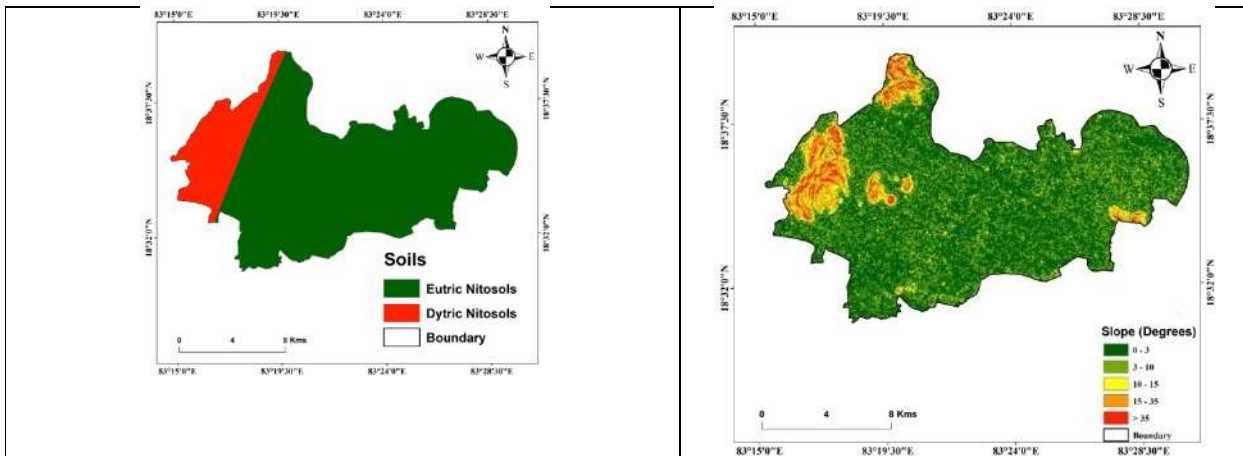 83°15'0"E 83°19'30"E 83°24'0"E 83°28'30"E
N
W E
S
18°37'30"N
18°37'30"N
18°32'0"N
18°32'0"N
Soils
Eutric Nitosols
Dytric Nitosols
Boundary
0 4 8 Kms
83°15'0"E 83°19'30"E 83°24'0"E 83°28'30"E
83°15'0"E 83°19'30"E 83°24'0"E 83°28'30"E
N
W E
S
18°37'30"N
18°37'30"N
18°32'0"N
18°32'0"N
Slope (Degrees)
0 - 3
3 - 10
10 - 15
15 - 35
> 35
Boundary
0 4 8 Kms
83°15'0"E 83°19'30"E 83°24'0"E 83°28'30"E